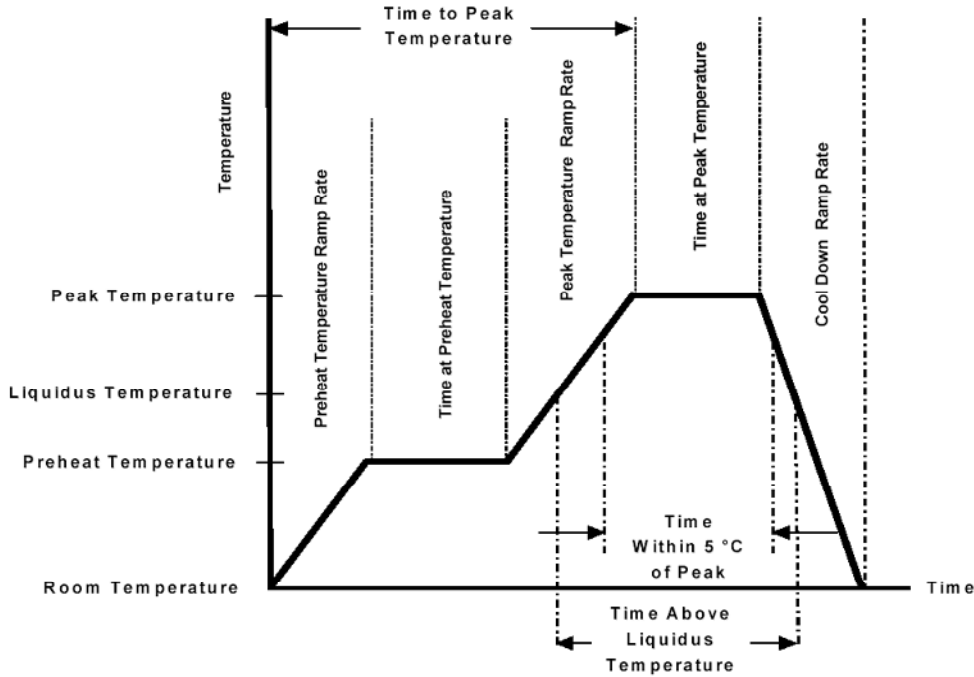 Time to Peak
Temperature
Temperature
Preheat Temperature Ramp Rate
Time at Preheat Temperature
Peak Temperature Ramp Rate
Time at Peak Temperature
Cool Down Ramp Rate
Peak Temperature
Liquidus Temperature
Preheat Temperature
Room Temperature
Time
Within 5 °C
of Peak
Time
Time Above
Liquidus
Temperature